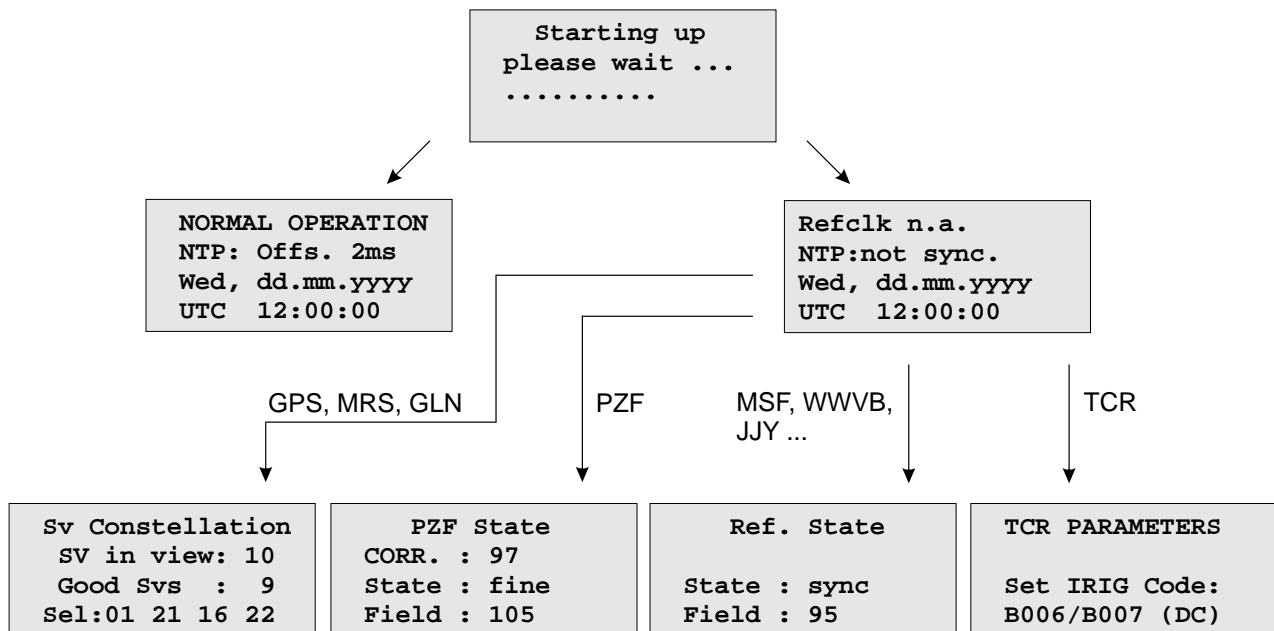 Starting up
please wait ...
..........
NORMAL OPERATION
NTP: Offs. 2ms
Wed, dd.mm.yyyy
UTC 12:00:00
Refclk n.a.
NTP:not sync.
Wed, dd.mm.yyyy
UTC 12:00:00
GPS, MRS, GLN
PZF
MSF, WWVB,
JJY ...
TCR
Sv Constellation
SV in view: 10
Good Svs : 9
Sel:01 21 16 22
PZF State
CORR. : 97
State : fine
Field : 105
Ref. State
State : sync
Field : 95
TCR PARAMETERS
Set IRIG Code:
B006/B007 (DC)